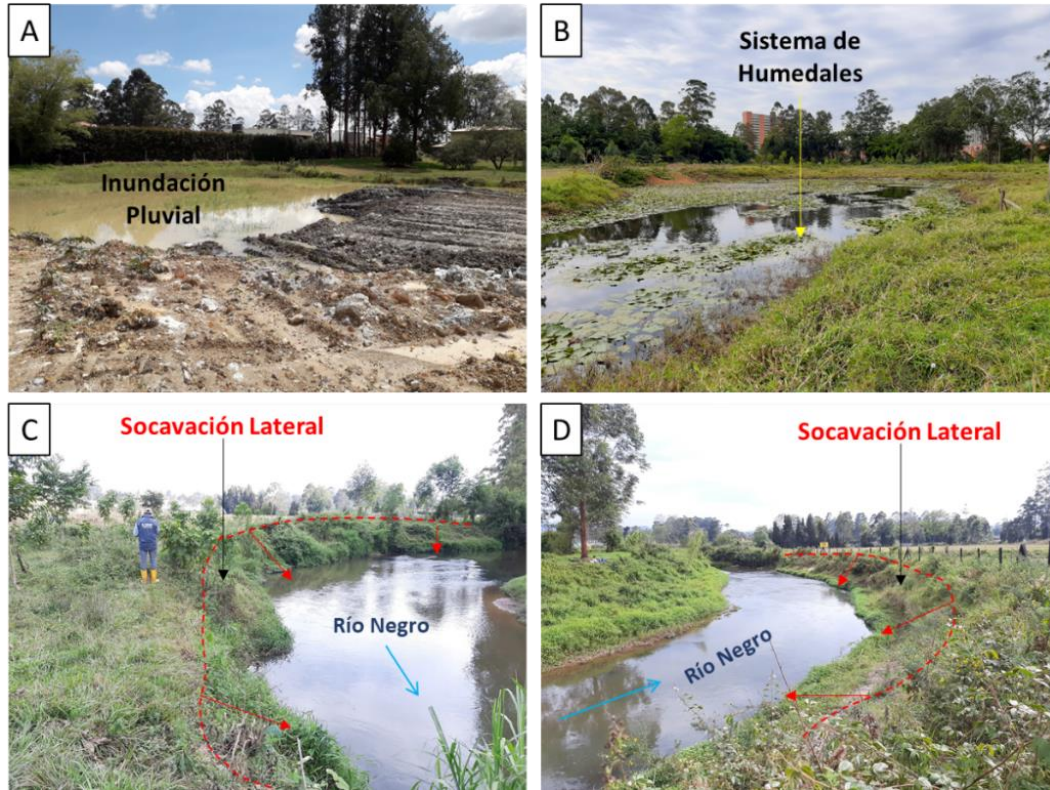 A
Inundación
Pluvial
B
Sistema de
Humedales
C
Socavación Lateral
Río Negro
D
Socavación Lateral
Río Negro